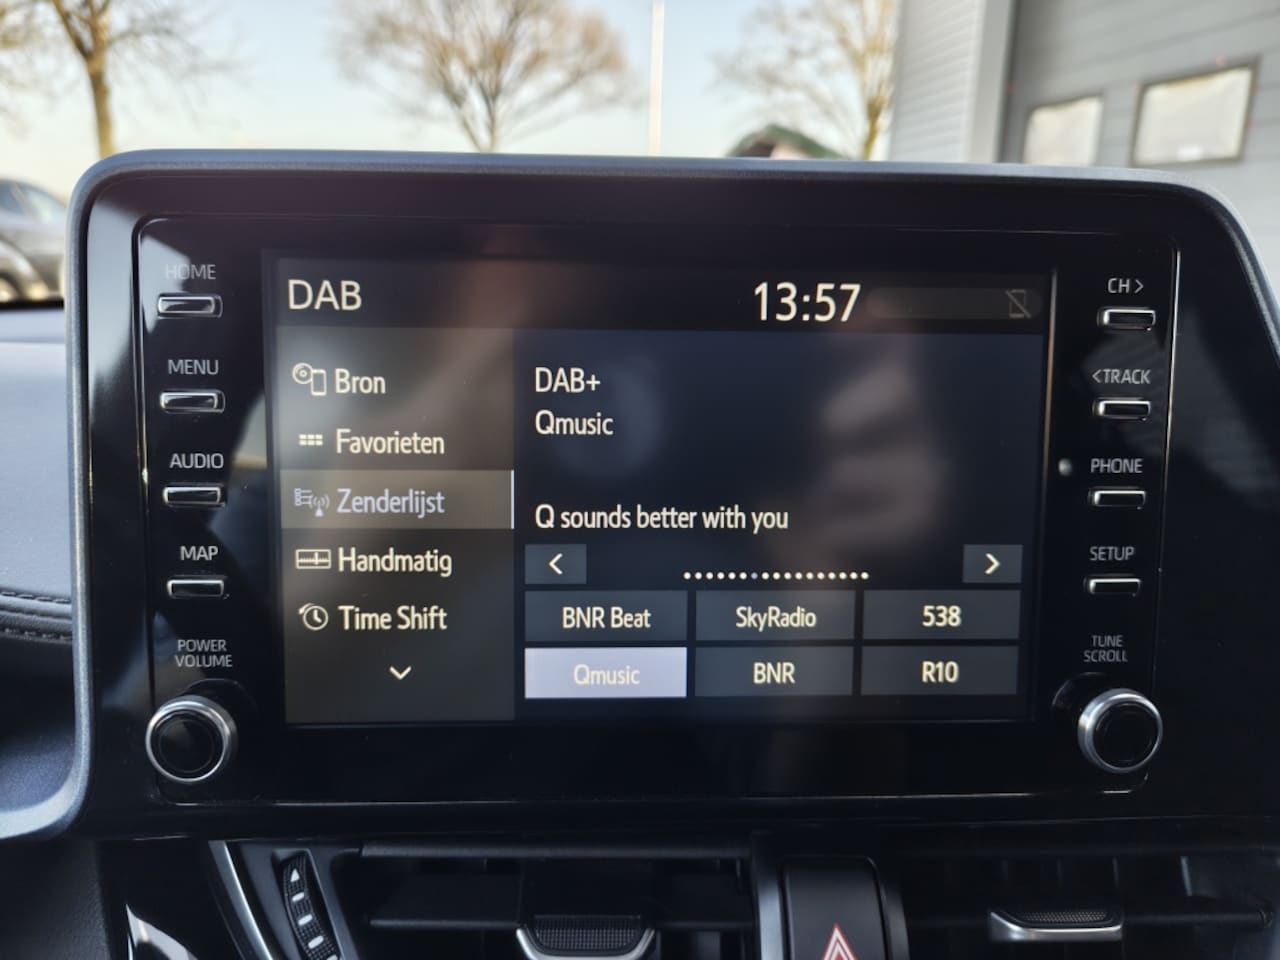 HOME
MENU
AUDIO
MAP
POWER
VOLUME
DAB
13:57
Bron
Favorieten
Zenderlijst
Handmatig
Time Shift
DAB+
Qmusic
Q sounds better with you
<
>
BNR Beat
SkyRadio
538
Qmusic
BNR
R10
CH >
<TRACK
PHONE
SETUP
TUNE
SCROLL